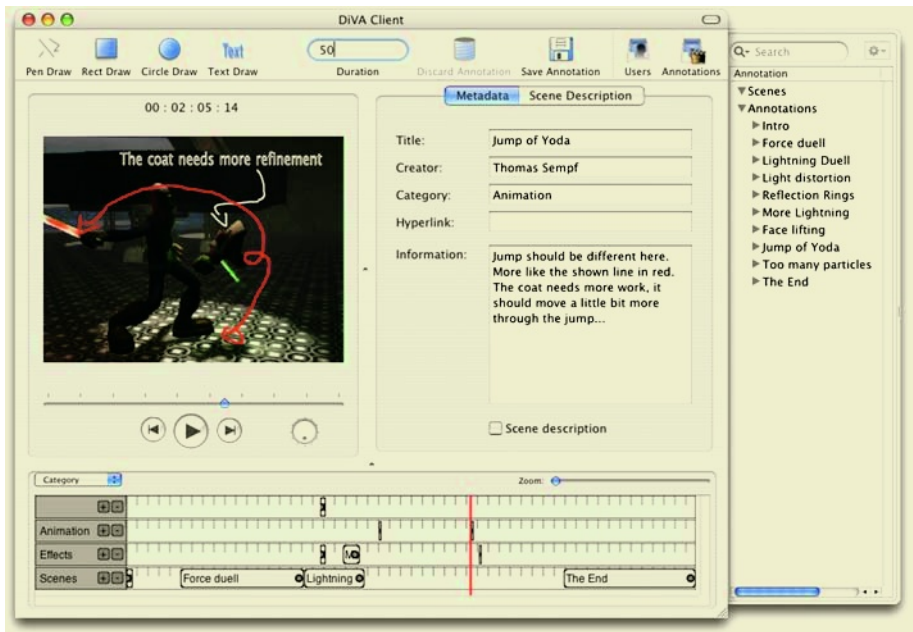 DiVA Client
Pen Draw
Rect Draw
Circle Draw
Text
Text Draw
50
Duration
Discard Annotation
Save Annotation
Users
Annotations
00 : 02 : 05 : 14
The coat needs more refinement
Metadata
Scene Description
Title:
Jump of Yoda
Creator:
Thomas Sempf
Category:
Animation
Hyperlink:
Information:
Jump should be different here.
More like the shown line in red.
The coat needs more work, it
should move a little bit more
through the jump...
Scene description
Search
Annotation
Scenes
Annotations
Intro
Force duell
Lightning Duell
Light distortion
Reflection Rings
More Lightning
Face lifting
Jump of Yoda
Too many particles
The End
Category
Zoom:
Animation
Effects
Scenes
Force duell
Lightning
The End